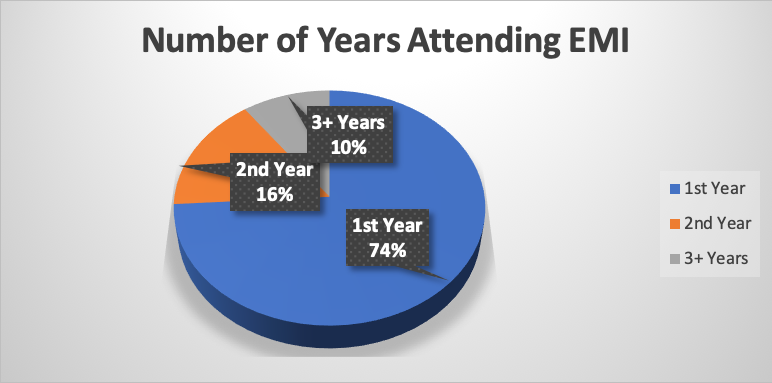 Number of Years Attending EMI
3+ Years
10%
2nd Year
16%
1st Year
74%
1st Year
2nd Year
3+ Years